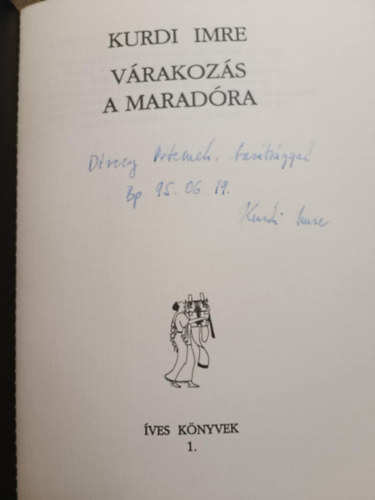 KURDI IMRE
VÁRAKOZÁS
A MARADÓRA
barátsággal
Bp. 95. 06. 19.
Kurdi Imre
ÍVES KÖNYVEK
1.